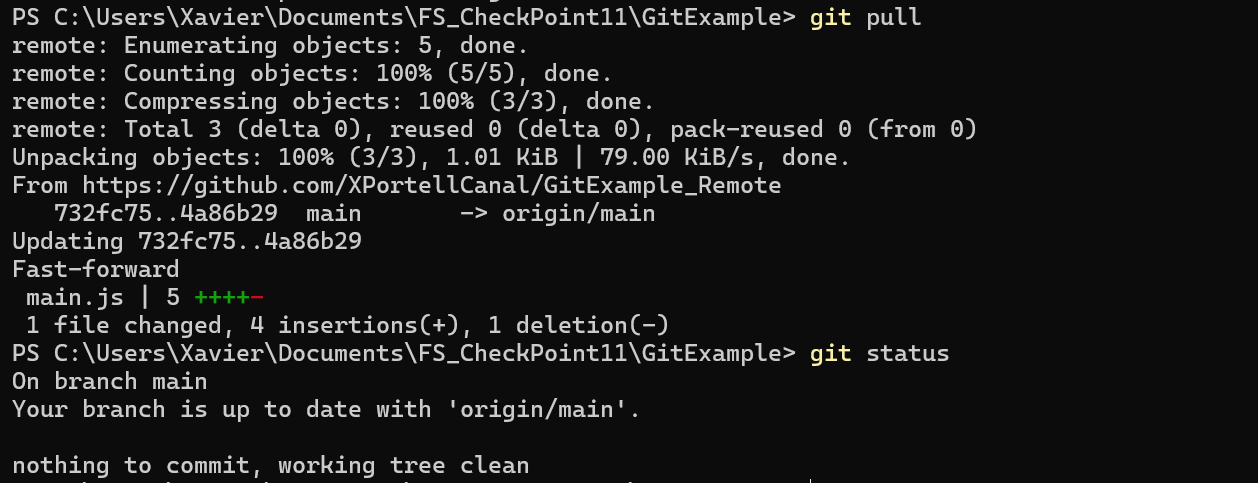 PS C:\Users\Xavier\Documents\FS_CheckPoint11\GitExample> git pull
remote: Enumerating objects: 5, done.
remote: Counting objects: 100% (5/5), done.
remote: Compressing objects: 100% (3/3), done.
remote: Total 3 (delta 0), reused 0 (delta 0), pack-reused 0 (from 0)
Unpacking objects: 100% (3/3), 1.01 KiB | 79.00 KiB/s, done.
From https://github.com/XPortellCanal/GitExample_Remote
   732fc75..4a86b29  main       -> origin/main
Updating 732fc75..4a86b29
Fast-forward
 main.js | 5 ++++-
 1 file changed, 4 insertions(+), 1 deletion(-)
PS C:\Users\Xavier\Documents\FS_CheckPoint11\GitExample> git status
On branch main
Your branch is up to date with 'origin/main'.

nothing to commit, working tree clean